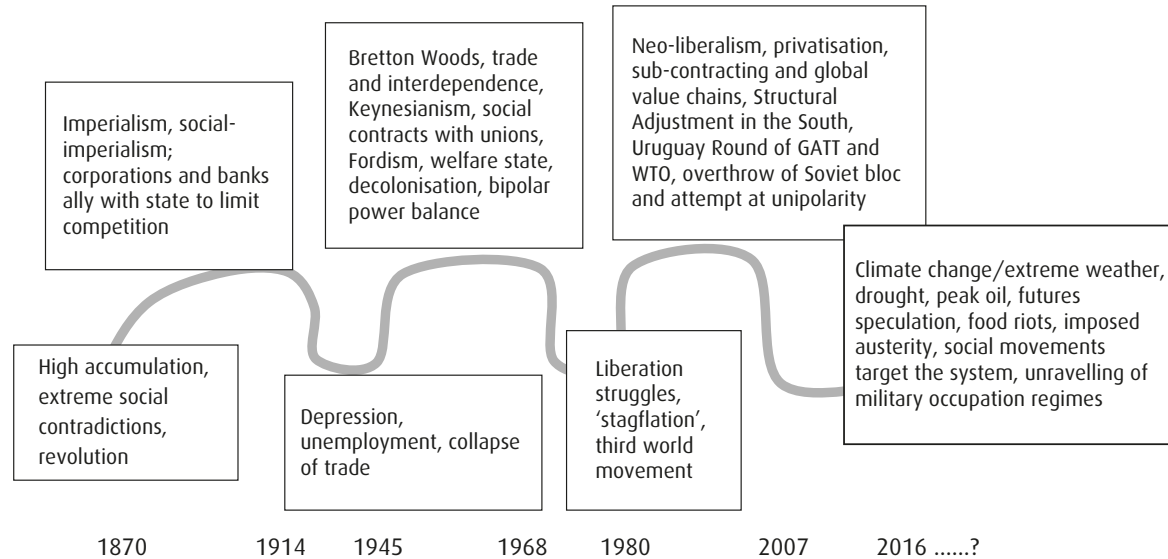 Imperialism, social-
imperialism;
corporations and banks
ally with state to limit
competition
Bretton Woods, trade
and interdependence,
Keynesianism, social
contracts with unions,
Fordism, welfare state,
decolonisation, bipolar
power balance
Neo-liberalism, privatisation,
sub-contracting and global
value chains, Structural
Adjustment in the South,
Uruguay Round of GATT and
WTO, overthrow of Soviet bloc
and attempt at unipolarity
High accumulation,
extreme social
contradictions,
revolution
Depression,
unemployment, collapse
of trade
Liberation
struggles,
‘stagflation’,
third world
movement
Climate change/extreme weather,
drought, peak oil, futures
speculation, food riots, imposed
austerity, social movements
target the system, unravelling of
military occupation regimes
1870 1914 1945 1968 1980 2007 2016 ......?